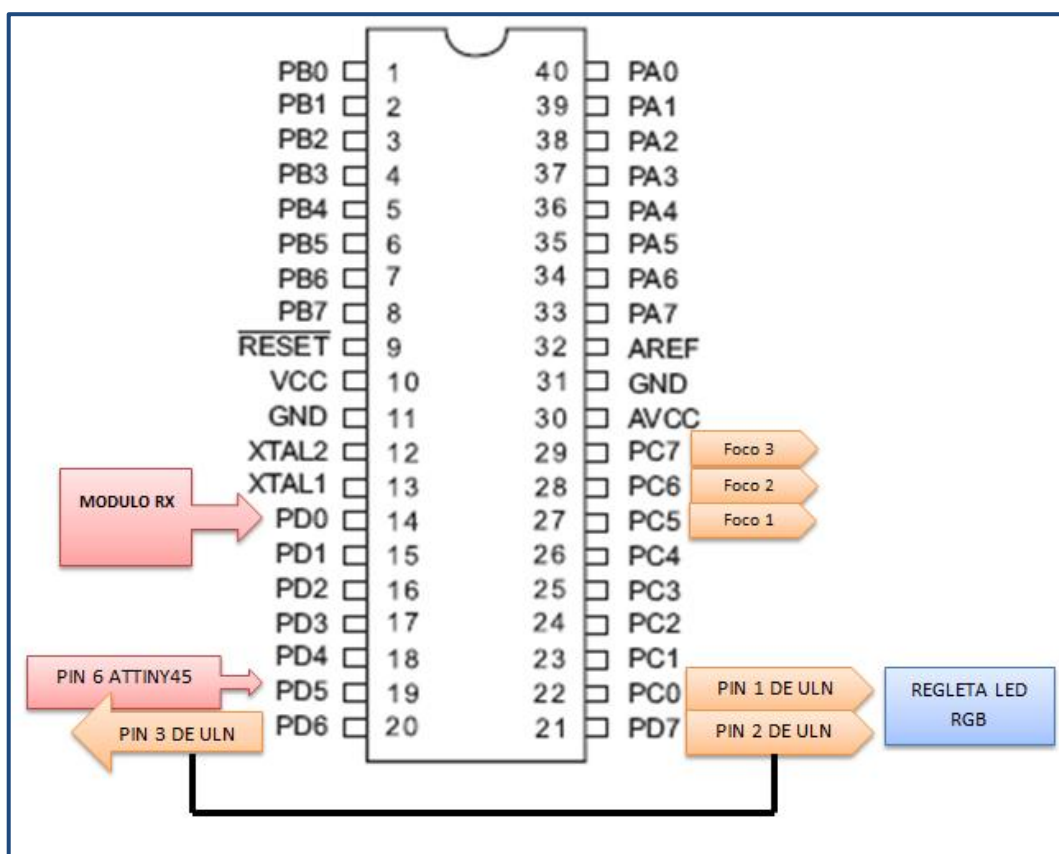 PB0 1 40 PA0
PB1 2 39 PA1
PB2 3 38 PA2
PB3 4 37 PA3
PB4 5 36 PA4
PB5 6 35 PA5
PB6 7 34 PA6
PB7 8 33 PA7
RESET 9 32 AREF
VCC 10 31 GND
GND 11 30 AVCC
XTAL2 12 29 PC7 Foco 3
MODULO RX XTAL1 13 28 PC6 Foco 2
PD0 14 27 PC5 Foco 1
PD1 15 26 PC4
PD2 16 25 PC3
PD3 17 24 PC2
PD4 18 23 PC1
PIN 6 ATTINY45 PD5 19 22 PC0 PIN 1 DE ULN REGLETA LED
PIN 3 DE ULN PD6 20 21 PD7 PIN 2 DE ULN RGB